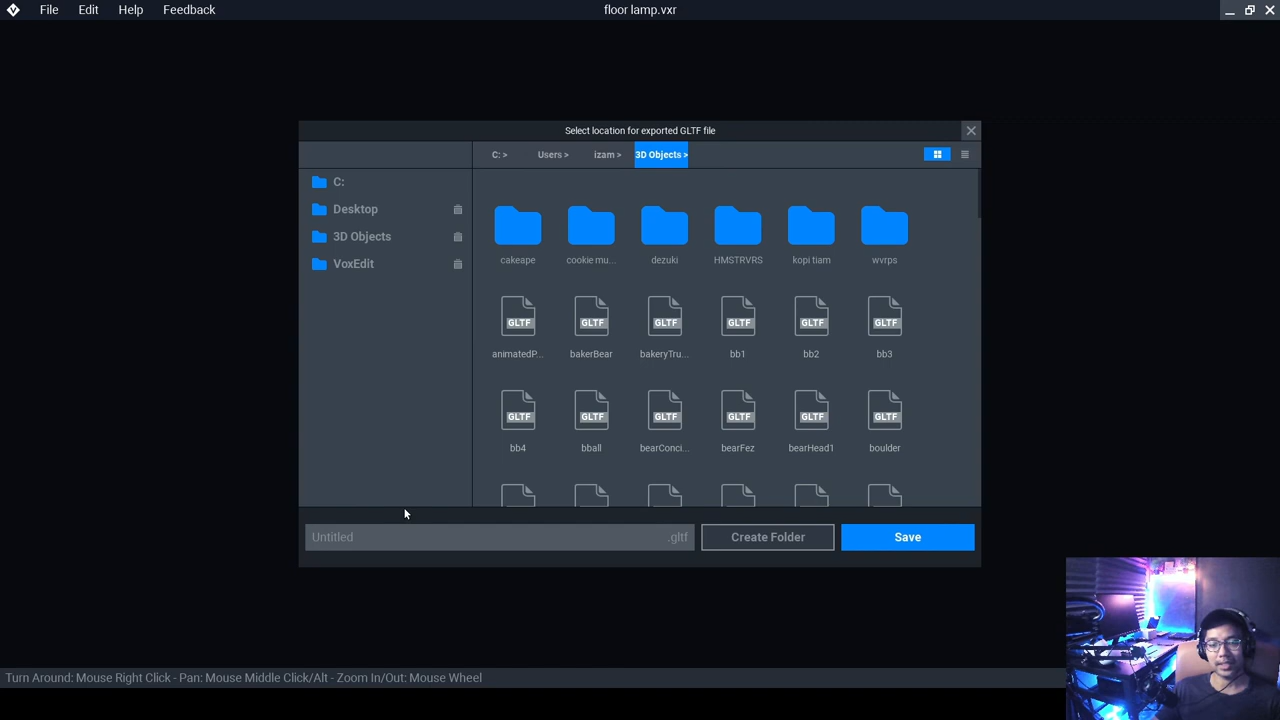 File Edit Help Feedback floor lamp.vxr
Select location for exported GLTF file
C: > Users > izam > 3D Objects >
C:
Desktop
3D Objects
VoxEdit
cakeape cookie mu... dezuki HMSTRVRS kopi tiam wvrps
GLTF GLTF GLTF GLTF GLTF GLTF
animatedP... bakerBear bakeryTru... bb1 bb2 bb3
GLTF GLTF GLTF GLTF GLTF GLTF
bb4 bball bearConci... bearFez bearHead1 boulder
Untitled .gltf Create Folder Save
Turn Around: Mouse Right Click - Pan: Mouse Middle Click/Alt - Zoom In/Out: Mouse Wheel